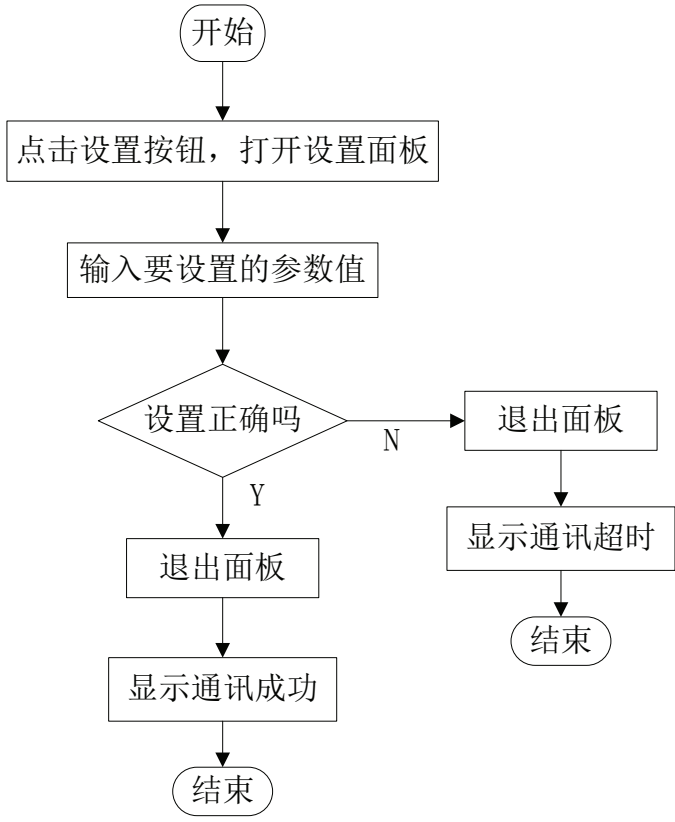 开始
点击设置按钮，打开设置面板
输入要设置的参数值
设置正确吗
N
退出面板
显示通讯超时
结束
Y
退出面板
显示通讯成功
结束